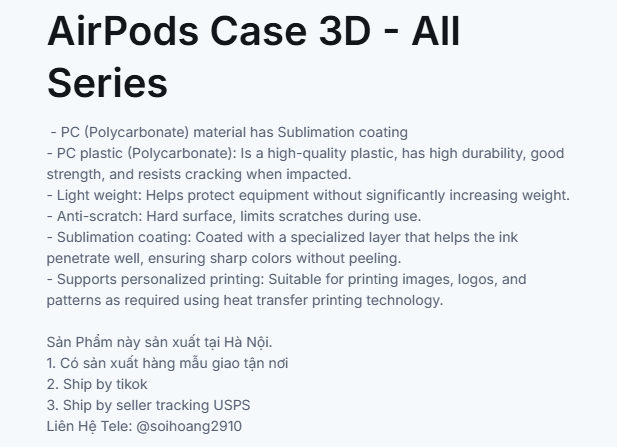 AirPods Case 3D - All
Series
- PC (Polycarbonate) material has Sublimation coating
- PC plastic (Polycarbonate): Is a high-quality plastic, has high durability, good
strength, and resists cracking when impacted.
- Light weight: Helps protect equipment without significantly increasing weight.
- Anti-scratch: Hard surface, limits scratches during use.
- Sublimation coating: Coated with a specialized layer that helps the ink
penetrate well, ensuring sharp colors without peeling.
- Supports personalized printing: Suitable for printing images, logos, and
patterns as required using heat transfer printing technology.
Sản Phẩm này sản xuất tại Hà Nội.
1. Có sản xuất hàng mẫu giao tận nơi
2. Ship by tikok
3. Ship by seller tracking USPS
Liên Hệ Tele: @soihoang2910